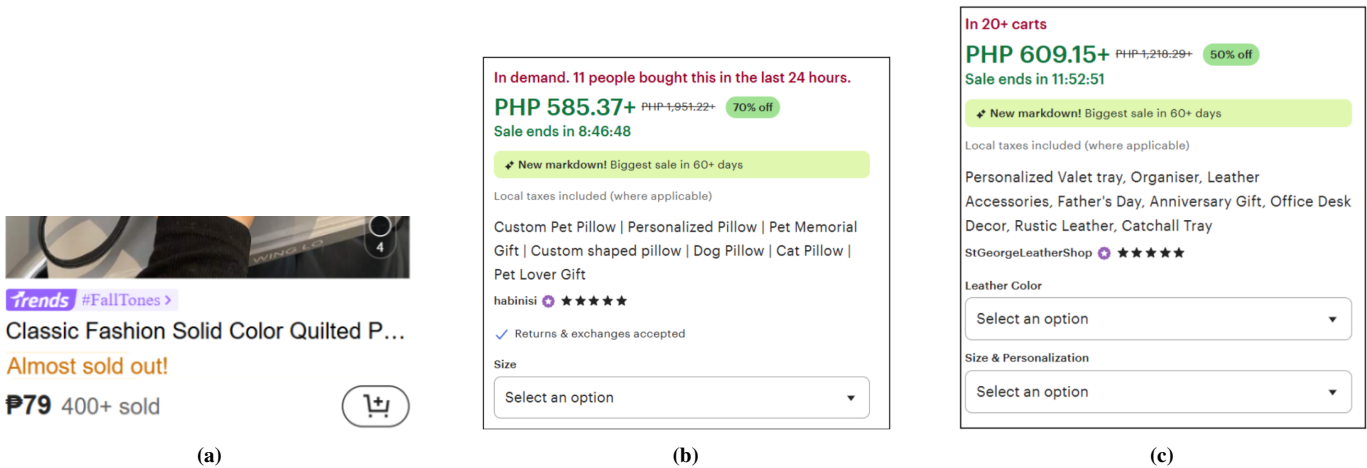 WING LO
4
Trends #FallTones >
Classic Fashion Solid Color Quilted P...
Almost sold out!
₱79 400+ sold
(a)
In demand. 11 people bought this in the last 24 hours.
PHP 585.37+ PHP 1,951.22+ 70% off
Sale ends in 8:46:48
New markdown! Biggest sale in 60+ days
Local taxes included (where applicable)
Custom Pet Pillow | Personalized Pillow | Pet Memorial
Gift | Custom shaped pillow | Dog Pillow | Cat Pillow |
Pet Lover Gift
habinisi ★★★★★
Returns & exchanges accepted
Size
Select an option
(b)
In 20+ carts
PHP 609.15+ PHP 1,218.29+ 50% off
Sale ends in 11:52:51
New markdown! Biggest sale in 60+ days
Local taxes included (where applicable)
Personalized Valet tray, Organiser, Leather
Accessories, Father's Day, Anniversary Gift, Office Desk
Decor, Rustic Leather, Catchall Tray
StGeorgeLeatherShop ★★★★★
Leather Color
Select an option
Size & Personalization
Select an option
(c)